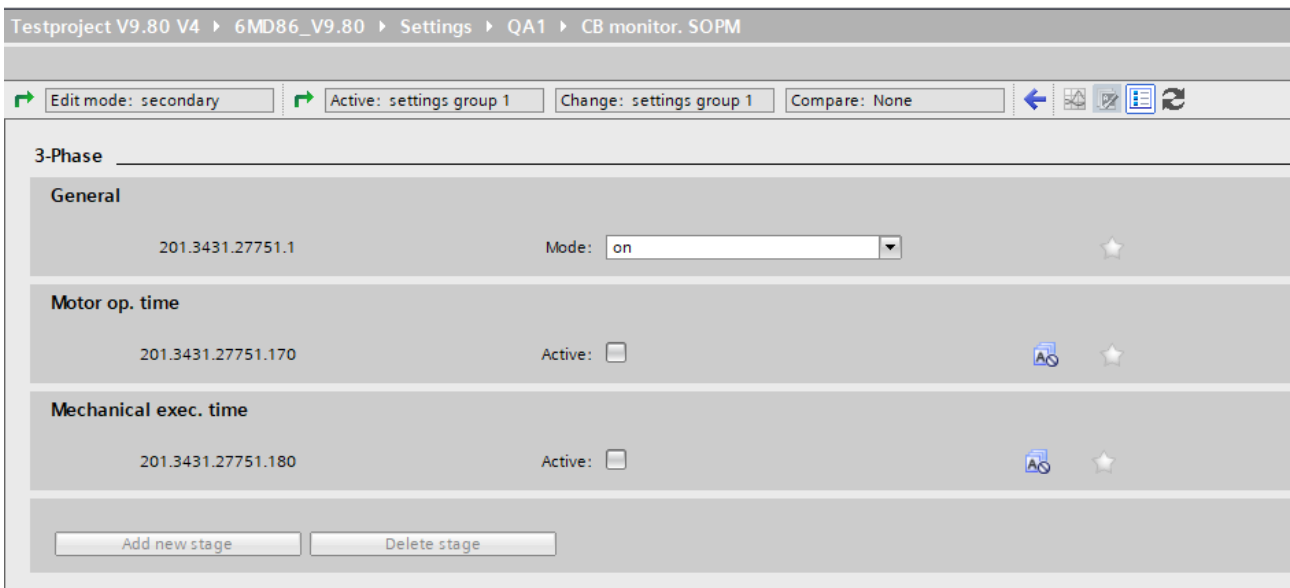 Testproject V9.80 V4 ▸ 6MD86_V9.80 ▸ Settings ▸ QA1 ▸ CB monitor. SOPM
Edit mode: secondary Active: settings group 1 Change: settings group 1 Compare: None
3-Phase
General
201.3431.27751.1 Mode: on
Motor op. time
201.3431.27751.170 Active:
Mechanical exec. time
201.3431.27751.180 Active:
Add new stage Delete stage